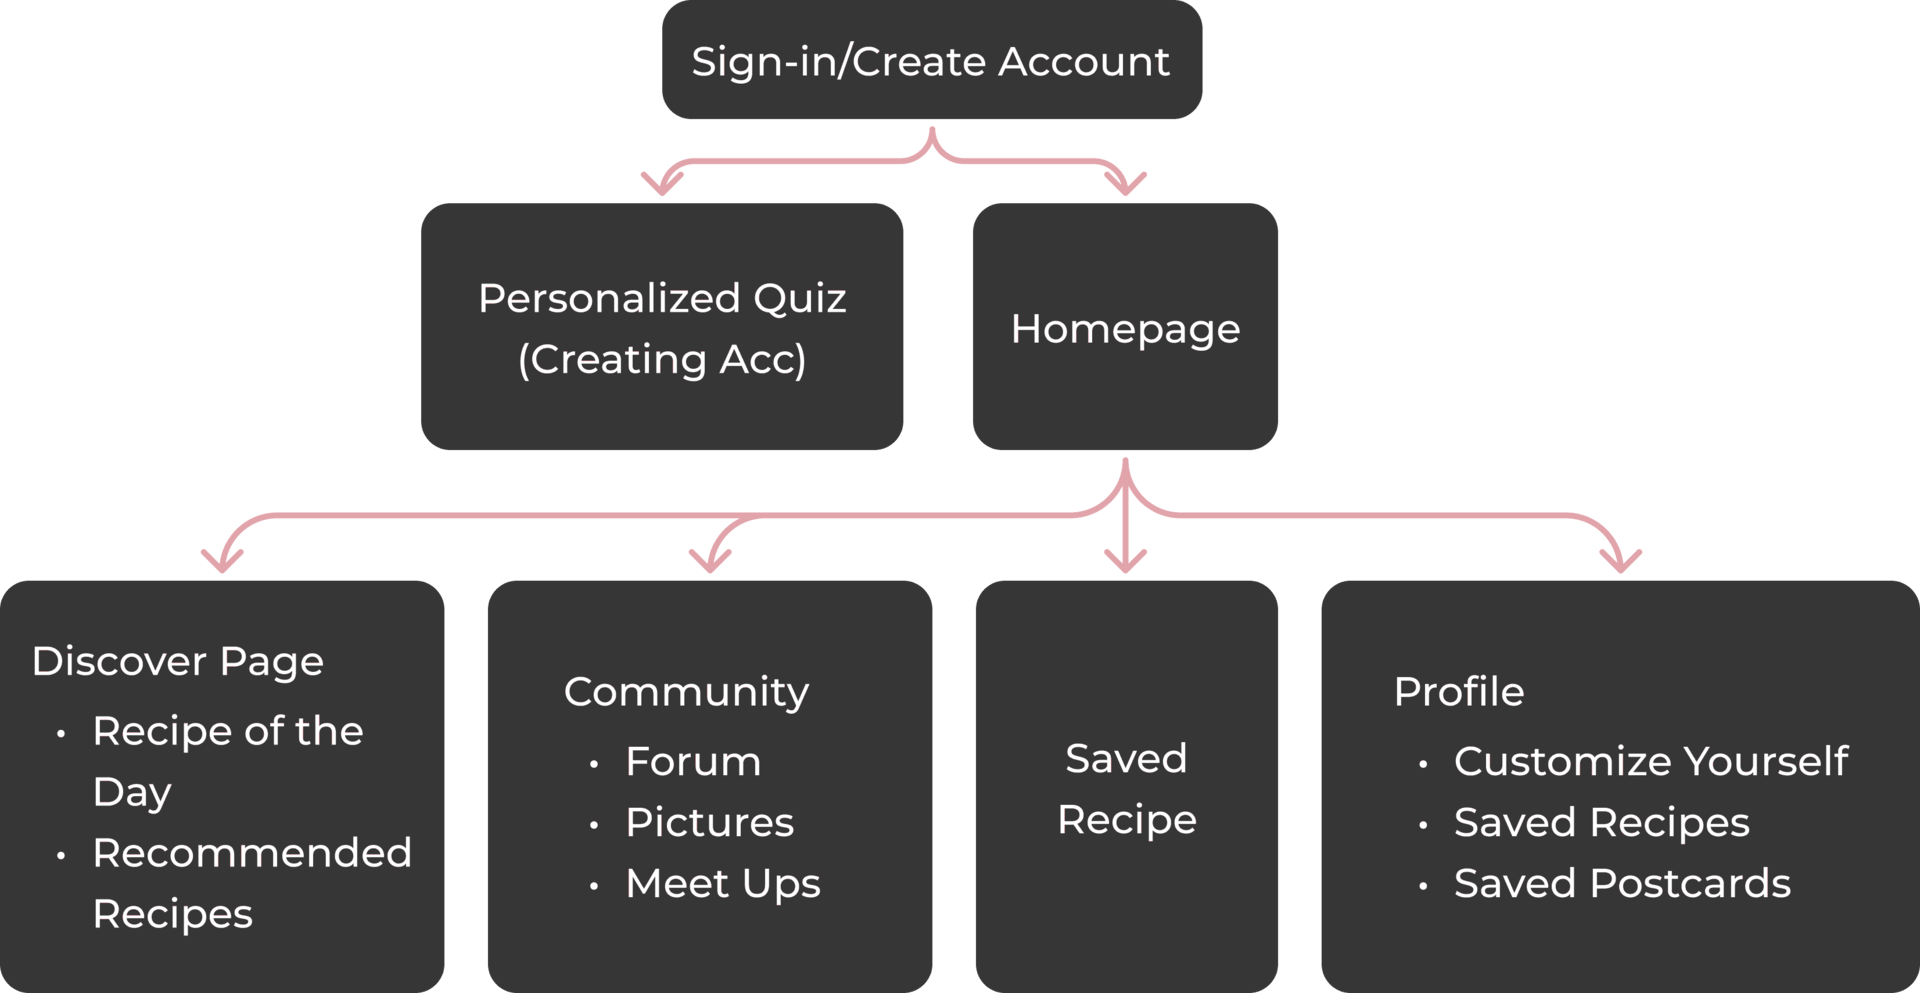 Sign-in/Create Account
Personalized Quiz
(Creating Acc)
Homepage
Discover Page
• Recipe of the
Day
• Recommended
Recipes
Community
• Forum
• Pictures
• Meet Ups
Saved
Recipe
Profile
• Customize Yourself
• Saved Recipes
• Saved Postcards